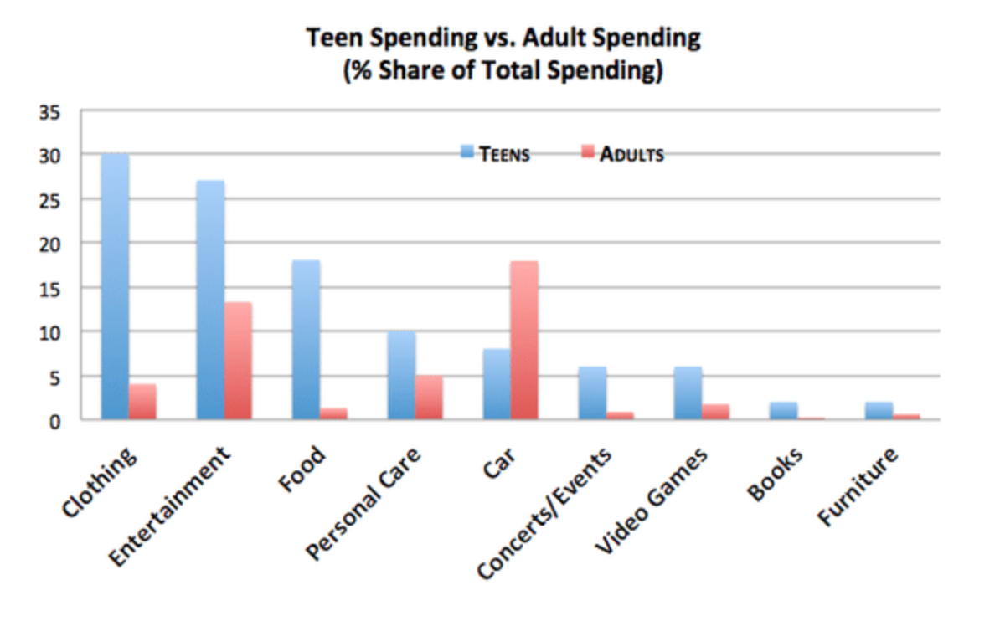 Teen Spending vs. Adult Spending
(% Share of Total Spending)
35
30
25
20
15
10
5
0
TEENS
ADULTS
Clothing
Entertainment
Food
Personal Care
Car
Concerts/Events
Video Games
Books
Furniture